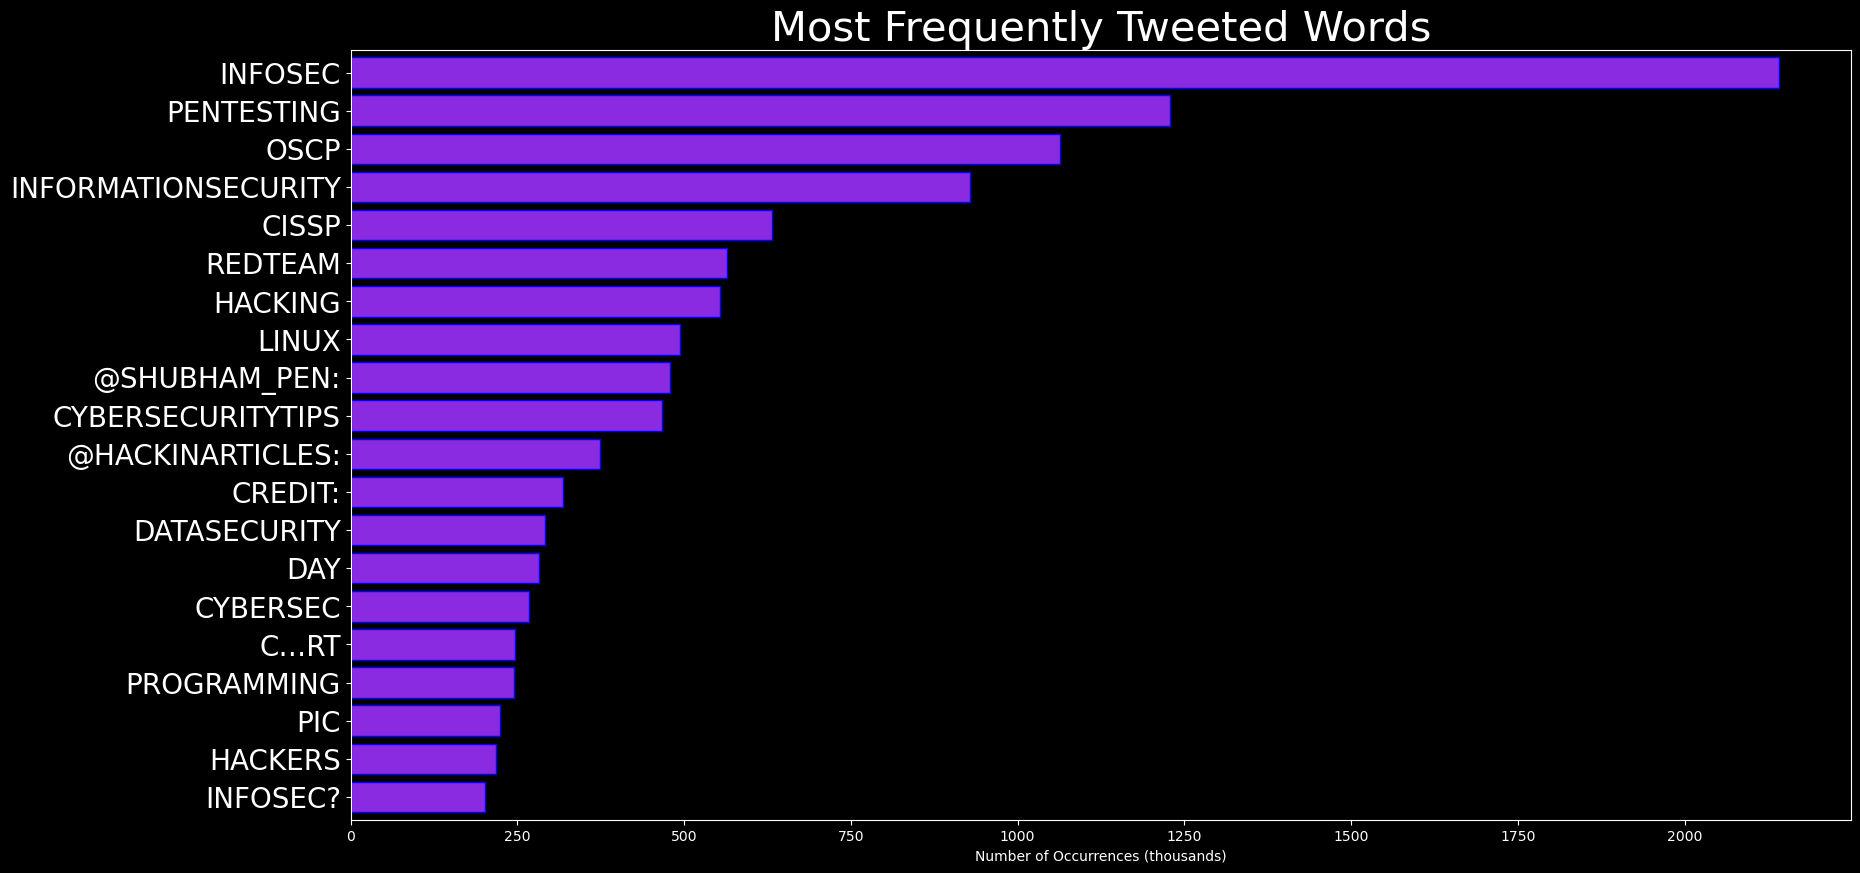 Most Frequently Tweeted Words
INFOSEC
PENTESTING
OSCP
INFORMATIONSECURITY
CISSP
REDTEAM
HACKING
LINUX
@SHUBHAM_PEN:
CYBERSECURITYTIPS
@HACKINARTICLES:
CREDIT:
DATASECURITY
DAY
CYBERSEC
C…RT
PROGRAMMING
PIC
HACKERS
INFOSEC?
0 250 500 750 1000 1250 1500 1750 2000
Number of Occurrences (thousands)